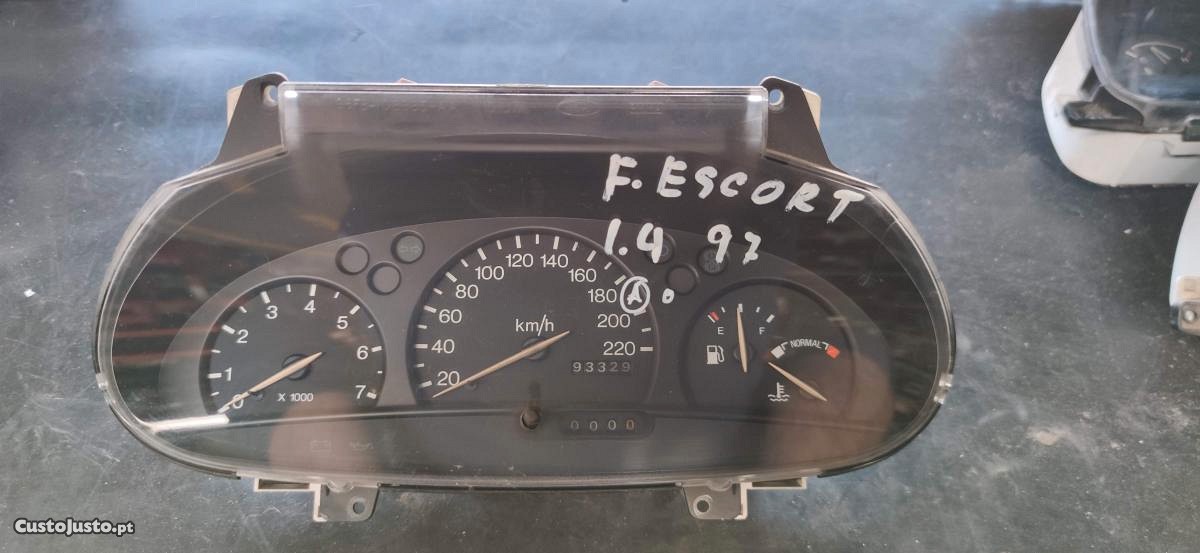 F. ESCORT
1.4 97
A
0 1 2 3 4 5 6 7
X 1000
20 40 60 80 100 120 140 160 180 200 220
km/h
93329
0000
E F
NORMAL
CustoJusto.pt